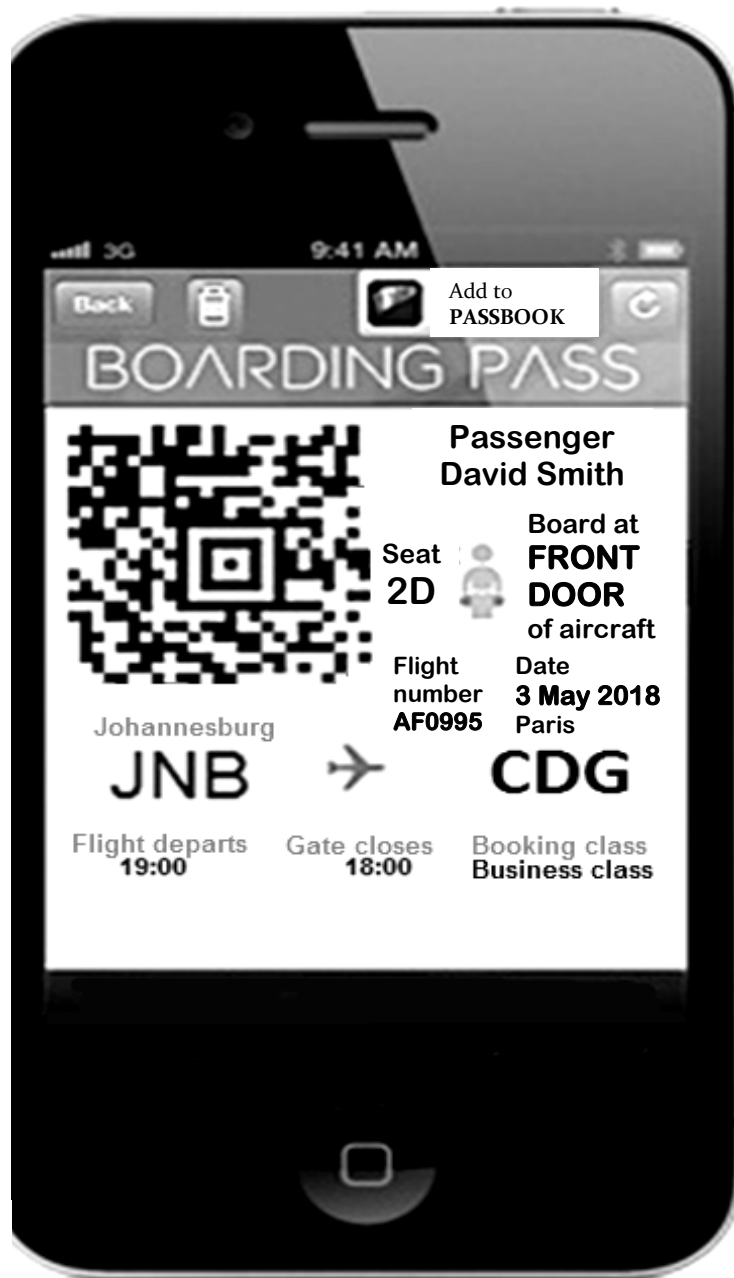 3G 9:41 AM
Back
Add to
PASSBOOK
BOARDING PASS
Passenger
David Smith
Seat
2D
Board at
FRONT
DOOR
of aircraft
Flight
number
AF0995
Date
3 May 2018
Johannesburg
JNB
Paris
CDG
Flight departs
19:00
Gate closes
18:00
Booking class
Business class